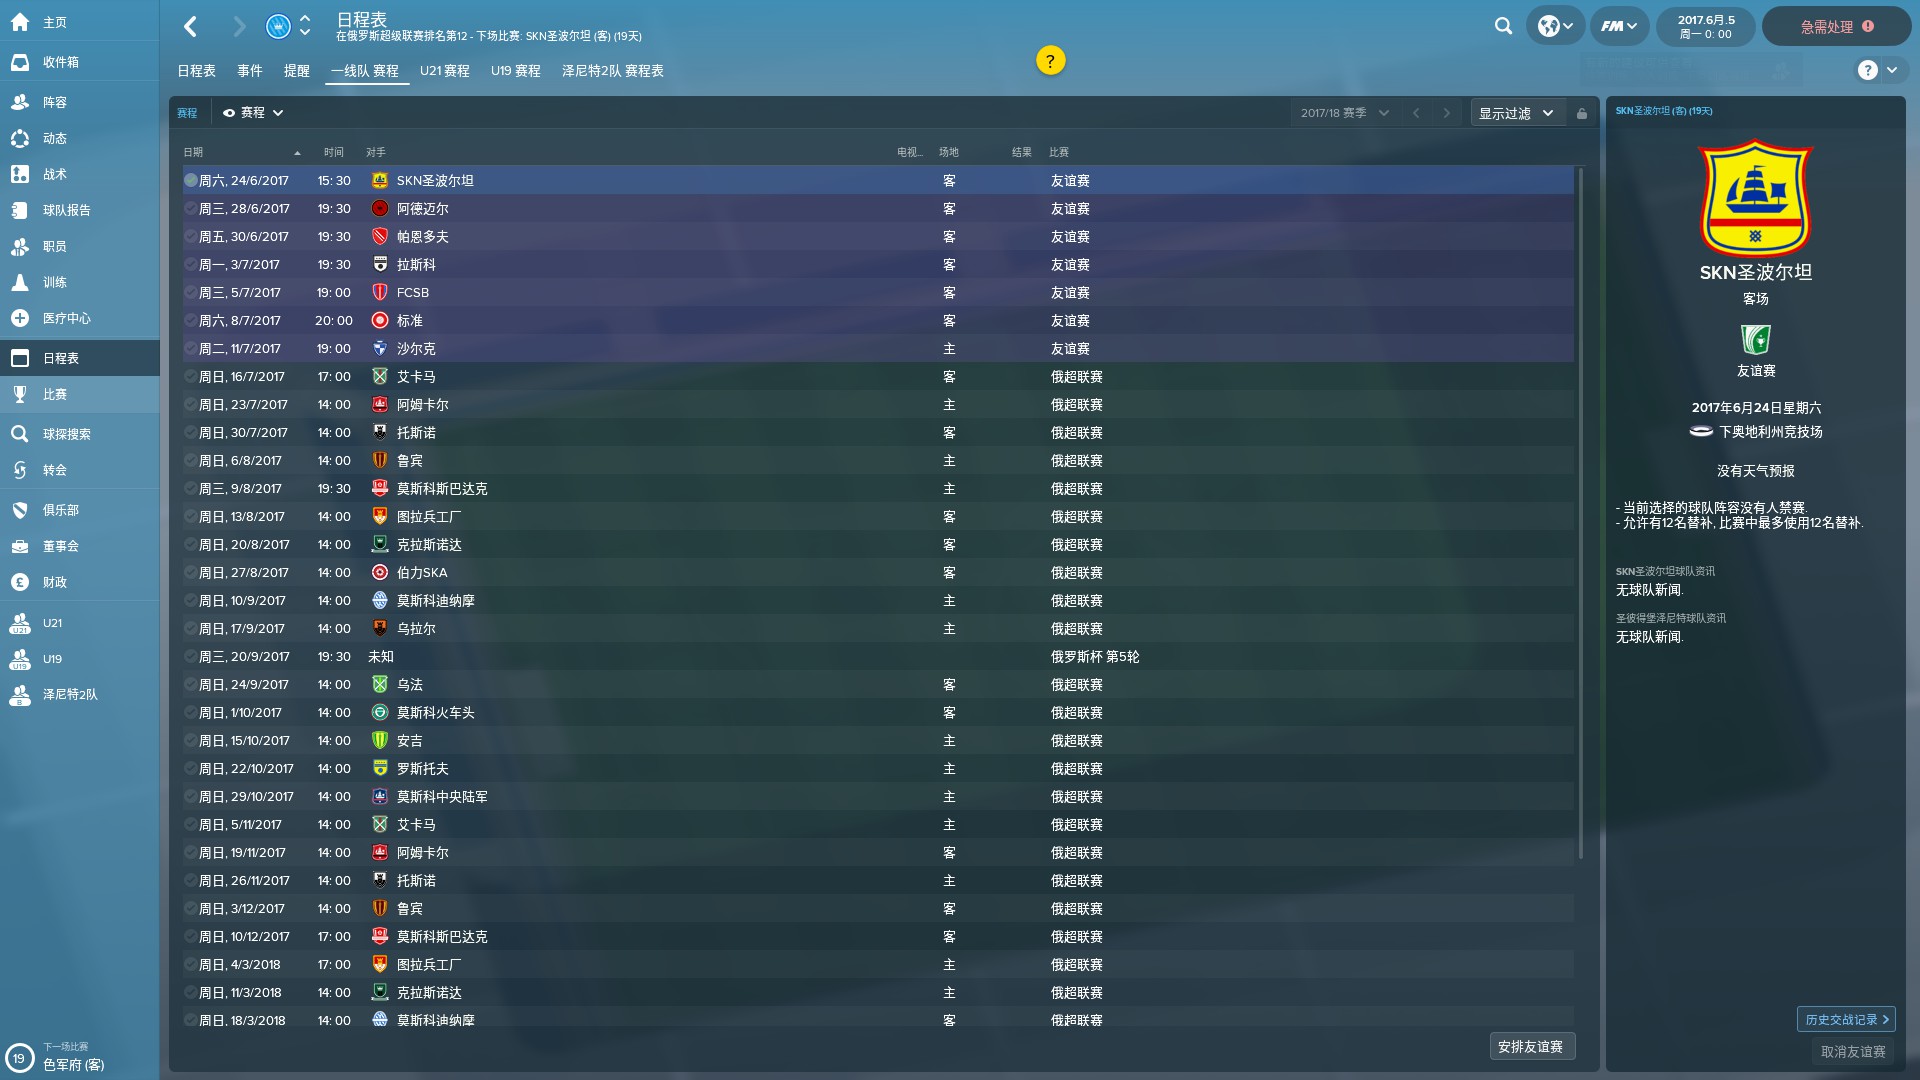 主页
收件箱
阵容
动态
战术
球队报告
职员
训练
医疗中心
日程表
比赛
球探搜索
转会
俱乐部
董事会
财政
U21
U19
泽尼特2队
19
下一场比赛
色军府 (客)
日程表
在俄罗斯超级联赛排名第12 - 下场比赛: SKN圣波尔坦 (客) (19天)
FM
2017.6月.5
周一 0: 00
急需处理
日程表 事件 提醒 一线队 赛程 U21 赛程 U19 赛程 泽尼特2队 赛程表
?
?
赛程 赛程
2017/18 赛季
显示过滤
日期 时间 对手 电视... 场地 结果 比赛
周六, 24/6/2017 15: 30 SKN圣波尔坦 客 友谊赛
周三, 28/6/2017 19: 30 阿德迈尔 客 友谊赛
周五, 30/6/2017 19: 30 帕恩多夫 客 友谊赛
周一, 3/7/2017 19: 30 拉斯科 客 友谊赛
周三, 5/7/2017 19: 00 FCSB 客 友谊赛
周六, 8/7/2017 20: 00 标准 客 友谊赛
周二, 11/7/2017 19: 00 沙尔克 主 友谊赛
周日, 16/7/2017 17: 00 艾卡马 客 俄超联赛
周日, 23/7/2017 14: 00 阿姆卡尔 主 俄超联赛
周日, 30/7/2017 14: 00 托斯诺 客 俄超联赛
周日, 6/8/2017 14: 00 鲁宾 主 俄超联赛
周三, 9/8/2017 19: 30 莫斯科斯巴达克 主 俄超联赛
周日, 13/8/2017 14: 00 图拉兵工厂 客 俄超联赛
周日, 20/8/2017 14: 00 克拉斯诺达 客 俄超联赛
周日, 27/8/2017 14: 00 伯力SKA 客 俄超联赛
周日, 10/9/2017 14: 00 莫斯科迪纳摩 主 俄超联赛
周日, 17/9/2017 14: 00 乌拉尔 主 俄超联赛
周三, 20/9/2017 19: 30 未知 俄罗斯杯 第5轮
周日, 24/9/2017 14: 00 乌法 客 俄超联赛
周日, 1/10/2017 14: 00 莫斯科火车头 客 俄超联赛
周日, 15/10/2017 14: 00 安吉 主 俄超联赛
周日, 22/10/2017 14: 00 罗斯托夫 主 俄超联赛
周日, 29/10/2017 14: 00 莫斯科中央陆军 主 俄超联赛
周日, 5/11/2017 14: 00 艾卡马 主 俄超联赛
周日, 19/11/2017 14: 00 阿姆卡尔 客 俄超联赛
周日, 26/11/2017 14: 00 托斯诺 主 俄超联赛
周日, 3/12/2017 14: 00 鲁宾 客 俄超联赛
周日, 10/12/2017 17: 00 莫斯科斯巴达克 客 俄超联赛
周日, 4/3/2018 17: 00 图拉兵工厂 主 俄超联赛
周日, 11/3/2018 14: 00 克拉斯诺达 主 俄超联赛
周日, 18/3/2018 14: 00 莫斯科迪纳摩 客 俄超联赛
安排友谊赛
SKN圣波尔坦 (客) (19天)
SKN圣波尔坦
客场
友谊赛
2017年6月24日星期六
下奥地利州竞技场
没有天气预报
- 当前选择的球队阵容没有人禁赛.
- 允许有12名替补, 比赛中最多使用12名替补.
SKN圣波尔坦球队资讯
无球队新闻.
圣彼得堡泽尼特球队资讯
无球队新闻.
历史交战记录
取消友谊赛